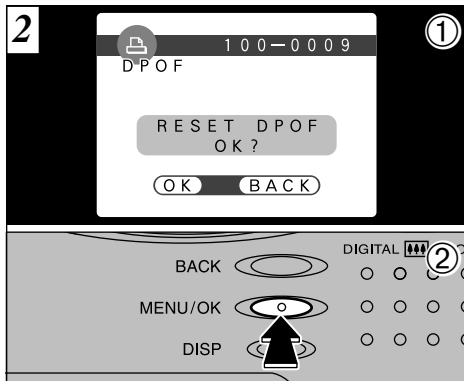 2
①
100-0009
DPOF
RESET DPOF
OK?
OK BACK
②
DIGITAL
BACK
MENU/OK
DISP